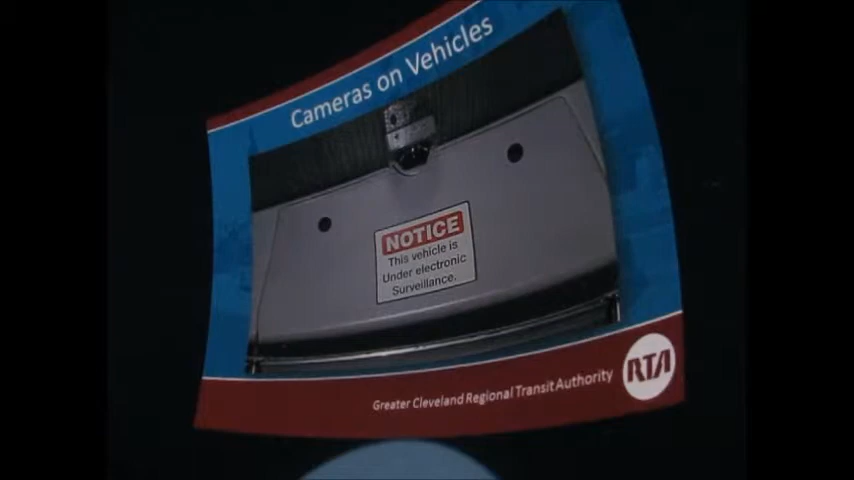 Cameras on Vehicles
NOTICE
This vehicle is
Under electronic
Surveillance.
Greater Cleveland Regional Transit Authority
RTA